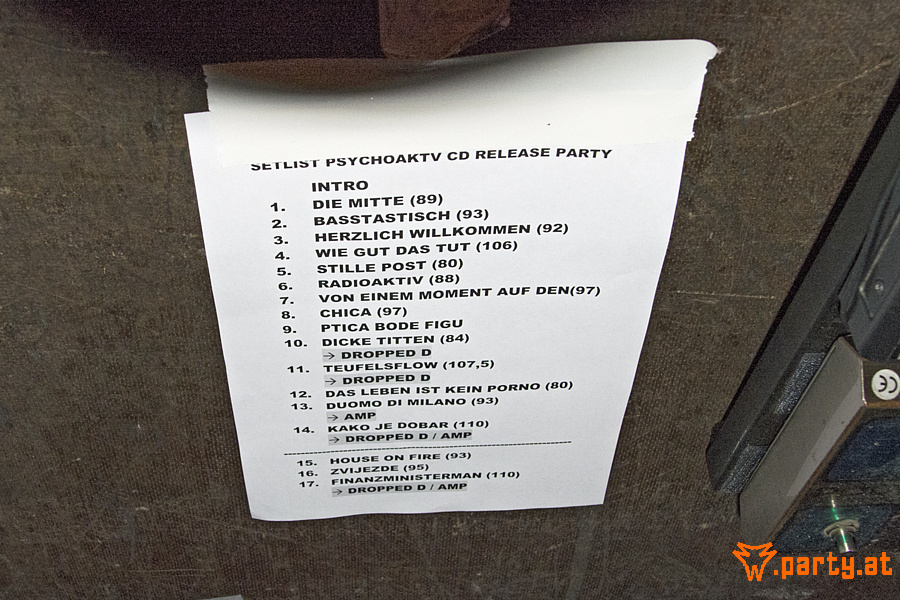 SETLIST PSYCHOAKTV CD RELEASE PARTY
INTRO
1. DIE MITTE (89)
2. BASSTASTISCH (93)
3. HERZLICH WILLKOMMEN (92)
4. WIE GUT DAS TUT (106)
5. STILLE POST (80)
6. RADIOAKTIV (88)
7. VON EINEM MOMENT AUF DEN(97)
8. CHICA (97)
9. PTICA BODE FIGU
10. DICKE TITTEN (84)
→ DROPPED D
11. TEUFELSFLOW (107,5)
→ DROPPED D
12. DAS LEBEN IST KEIN PORNO (80)
13. DUOMO DI MILANO (93)
→ AMP
14. KAKO JE DOBAR (110)
→ DROPPED D / AMP
15. HOUSE ON FIRE (93)
16. ZVIJEZDE (95)
17. FINANZMINISTERMAN (110)
→ DROPPED D / AMP
CE
w.party.at